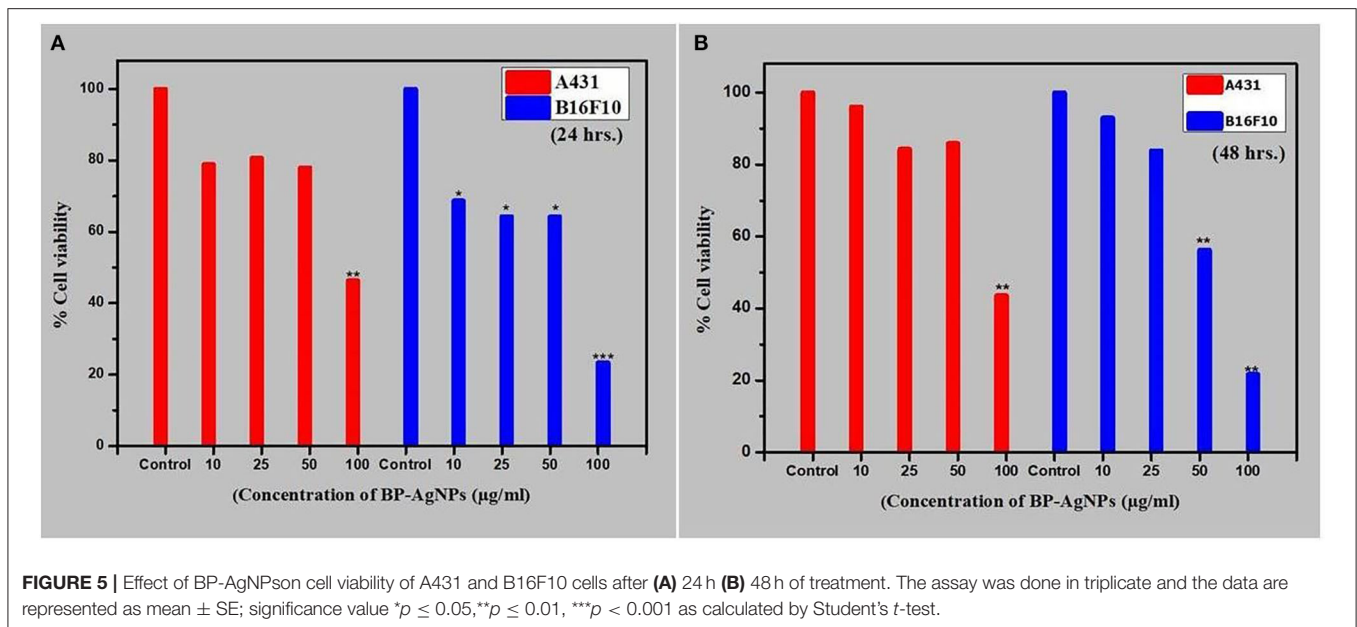 A
A431
B16F10
(24 hrs.)
% Cell viability
100
80
60
40
20
0
*
*
*
**
***
Control 10 25 50 100 Control 10 25 50 100
(Concentration of BP-AgNPs (µg/ml)
B
A431
B16F10
(48 hrs.)
% Cell viability
100
80
60
40
20
0
**
**
**
Control 10 25 50 100 Control 10 25 50 100
(Concentration of BP-AgNPs (µg/ml)
FIGURE 5 | Effect of BP-AgNPson cell viability of A431 and B16F10 cells after (A) 24 h (B) 48 h of treatment. The assay was done in triplicate and the data are
represented as mean ± SE; significance value *p ≤ 0.05,**p ≤ 0.01, ***p < 0.001 as calculated by Student's t-test.